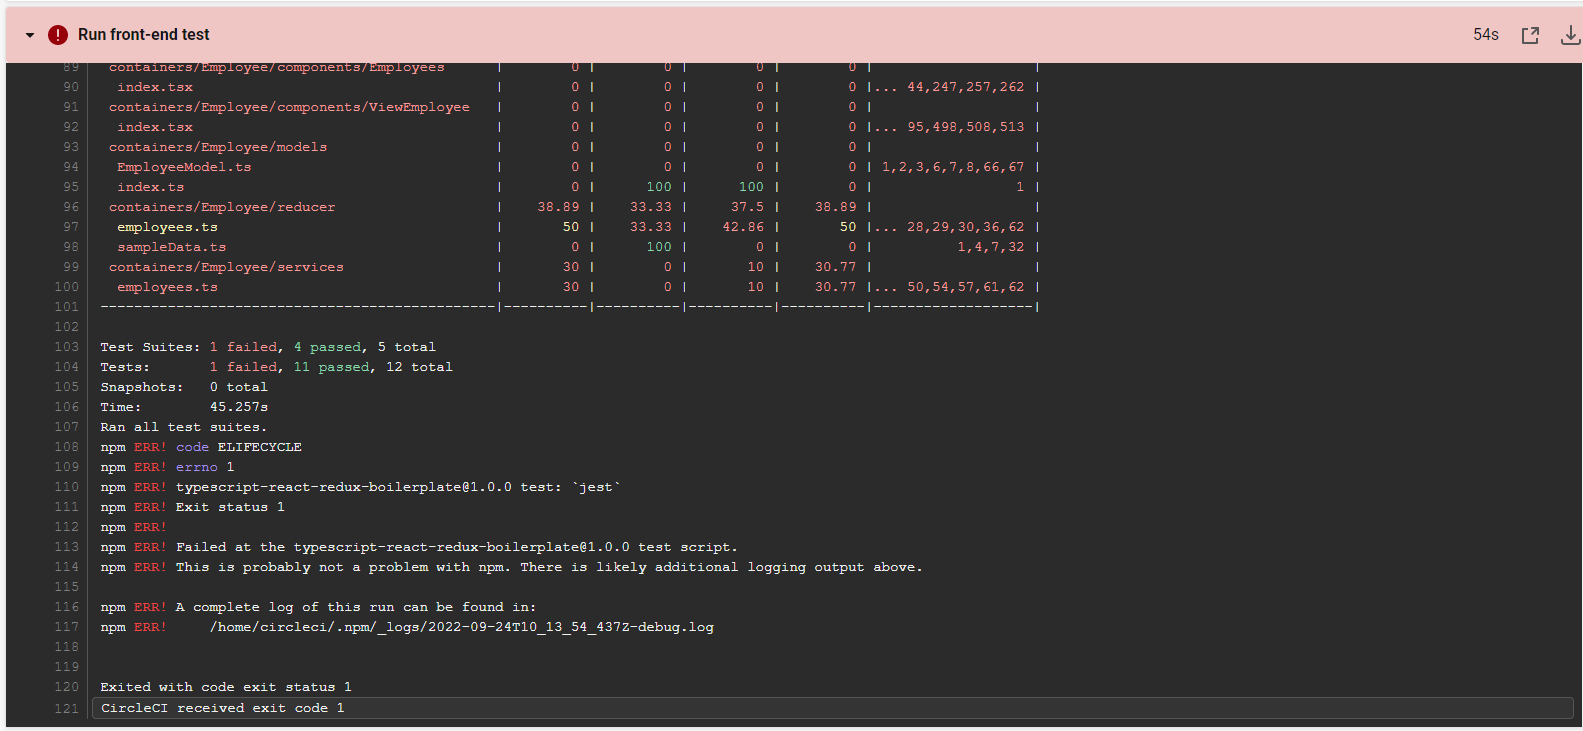 Run front-end test 54s
89 containers/Employee/components/Employees | 0 | 0 | 0 | 0 | |
90 index.tsx | 0 | 0 | 0 | 0 |... 44,247,257,262 |
91 containers/Employee/components/ViewEmployee | 0 | 0 | 0 | 0 | |
92 index.tsx | 0 | 0 | 0 | 0 |... 95,498,508,513 |
93 containers/Employee/models | 0 | 0 | 0 | 0 | |
94 EmployeeModel.ts | 0 | 0 | 0 | 0 | 1,2,3,6,7,8,66,67 |
95 index.ts | 0 | 100 | 100 | 0 | 1 |
96 containers/Employee/reducer | 38.89 | 33.33 | 37.5 | 38.89 | |
97 employees.ts | 50 | 33.33 | 42.86 | 50 |... 28,29,30,36,62 |
98 sampleData.ts | 0 | 100 | 0 | 0 | 1,4,7,32 |
99 containers/Employee/services | 30 | 0 | 10 | 30.77 | |
100 employees.ts | 30 | 0 | 10 | 30.77 |... 50,54,57,61,62 |
101 -----------------------------------------------|----------|----------|----------|----------|-------------------|
102
103 Test Suites: 1 failed, 4 passed, 5 total
104 Tests: 1 failed, 11 passed, 12 total
105 Snapshots: 0 total
106 Time: 45.257s
107 Ran all test suites.
108 npm ERR! code ELIFECYCLE
109 npm ERR! errno 1
110 npm ERR! typescript-react-redux-boilerplate@1.0.0 test: `jest`
111 npm ERR! Exit status 1
112 npm ERR!
113 npm ERR! Failed at the typescript-react-redux-boilerplate@1.0.0 test script.
114 npm ERR! This is probably not a problem with npm. There is likely additional logging output above.
115
116 npm ERR! A complete log of this run can be found in:
117 npm ERR! /home/circleci/.npm/_logs/2022-09-24T10_13_54_437Z-debug.log
118
119
120 Exited with code exit status 1
121 CircleCI received exit code 1